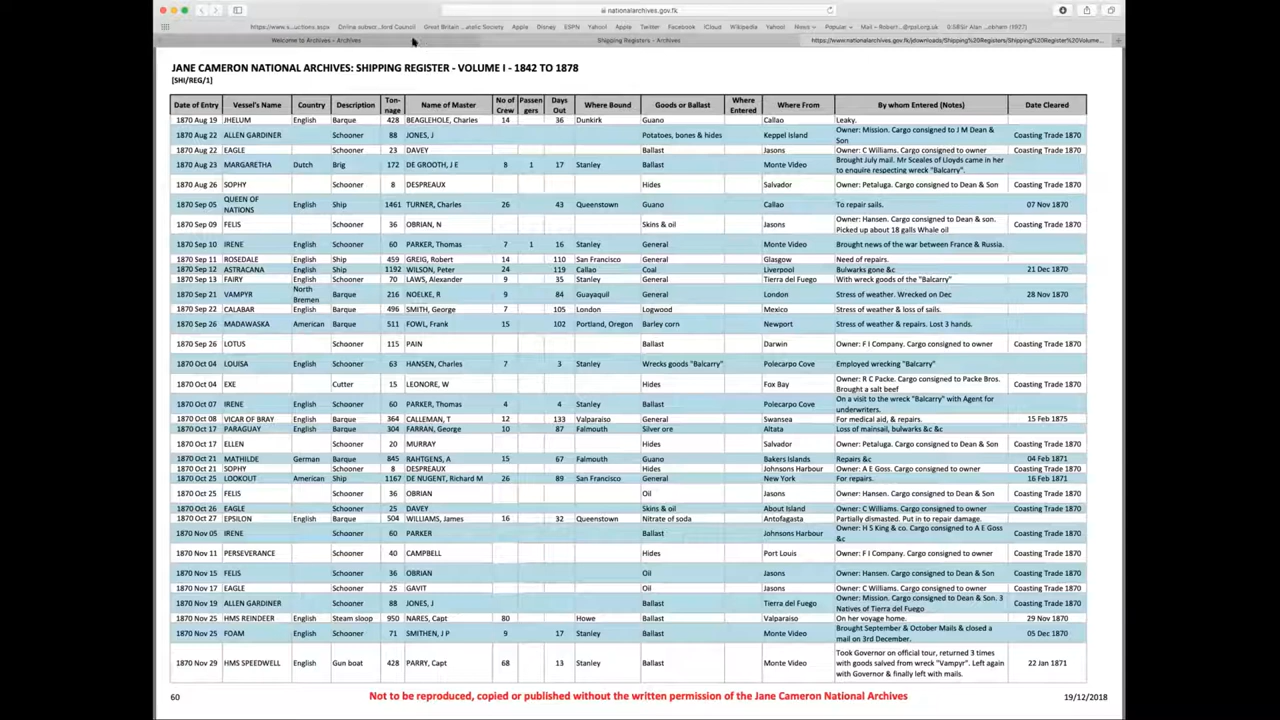 nationalarchives.gov.fk
Online subscr...ford Council Great Britain ...atelic Society Apple Disney ESPN Yahoo! Apple Twitter Facebook iCloud Wikipedia Yahoo! News Popular
Welcome to Archives - Archives Shipping Registers - Archives https://www.nationalarchives.gov.fk/jdownloads/Shipping%20Registers/Shipping%20Register%20Volume...
JANE CAMERON NATIONAL ARCHIVES: SHIPPING REGISTER - VOLUME I - 1842 TO 1878
[SHI/REG/1]
Date of Entry Vessel's Name Country Description Ton-nage Name of Master No of Crew Passen gers Days Out Where Bound Goods or Ballast Where Entered Where From By whom Entered (Notes) Date Cleared
1870 Aug 19 JHELUM English Barque 428 BEAGLEHOLE, Charles 14 36 Dunkirk Guano Callao Leaky.
1870 Aug 22 ALLEN GARDINER Schooner 88 JONES, J Potatoes, bones & hides Keppel Island Owner: Mission. Cargo consigned to J M Dean & Son Coasting Trade 1870
1870 Aug 22 EAGLE Schooner 23 DAVEY Ballast Jasons Owner: C Williams. Cargo consigned to owner Coasting Trade 1870
1870 Aug 23 MARGARETHA Dutch Brig 172 DE GROOTH, J E 8 1 17 Stanley Ballast Monte Video Brought July mail. Mr Sceales of Lloyds came in her to enquire respecting wreck "Balcarry".
1870 Aug 26 SOPHY Schooner 8 DESPREAUX Hides Salvador Owner: Petaluga. Cargo consigned to Dean & Son Coasting Trade 1870
1870 Sep 05 QUEEN OF NATIONS English Ship 1461 TURNER, Charles 26 43 Queenstown Guano Callao To repair sails. 07 Nov 1870
1870 Sep 09 FELIS Schooner 36 OBRIAN, N Skins & oil Jasons Owner: Hansen. Cargo consigned to Dean & son. Picked up about 18 galls Whale oil Coasting Trade 1870
1870 Sep 10 IRENE English Schooner 60 PARKER, Thomas 7 1 16 Stanley General Monte Video Brought news of the war between France & Russia.
1870 Sep 11 ROSEDALE English Ship 459 GREIG, Robert 14 110 San Francisco General Glasgow Need of repairs.
1870 Sep 12 ASTRACANA English Ship 1192 WILSON, Peter 24 119 Callao Coal Liverpool Bulwarks gone &c 21 Dec 1870
1870 Sep 13 FAIRY English Schooner 70 LAWS, Alexander 9 35 Stanley General Tierra del Fuego With wreck goods of the "Balcarry"
1870 Sep 21 VAMPYR North Bremen Barque 216 NOELKE, R 9 84 Guayaquil General London Stress of weather. Wrecked on Dec 28 Nov 1870
1870 Sep 22 CALABAR English Barque 496 SMITH, George 7 105 London Logwood Mexico Stress of weather & loss of sails.
1870 Sep 26 MADAWASKA American Barque 511 FOWL, Frank 15 102 Portland, Oregon Barley corn Newport Stress of weather & repairs. Lost 3 hands.
1870 Sep 26 LOTUS Schooner 115 PAIN Ballast Darwin Owner: F I Company. Cargo consigned to owner Coasting Trade 1870
1870 Oct 04 LOUISA English Schooner 63 HANSEN, Charles 7 3 Stanley Wrecks goods "Balcarry" Polecarpo Cove Employed wrecking "Balcarry"
1870 Oct 04 EXE Cutter 15 LEONORE, W Hides Fox Bay Owner: R C Packe. Cargo consigned to Packe Bros. Brought a salt beef Coasting Trade 1870
1870 Oct 07 IRENE English Schooner 60 PARKER, Thomas 4 4 Stanley Ballast Polecarpo Cove On a visit to the wreck "Balcarry" with Agent for underwriters.
1870 Oct 08 VICAR OF BRAY English Barque 364 CALLEMAN, T 12 133 Valparaiso General Swansea For medical aid, & repairs. 15 Feb 1875
1870 Oct 17 PARAGUAY English Barque 304 FARRAN, George 10 87 Falmouth Silver ore Altata Loss of mainsail, bulwarks &c &c
1870 Oct 17 ELLEN Schooner 20 MURRAY Hides Salvador Owner: Petaluga. Cargo consigned to Dean & Son Coasting Trade 1870
1870 Oct 21 MATHILDE German Barque 845 RAHTGENS, A 15 67 Falmouth Guano Bakers Islands Repairs &c 04 Feb 1871
1870 Oct 21 SOPHY Schooner 8 DESPREAUX Hides Johnsons Harbour Owner: A E Goss. Cargo consigned to owner Coasting Trade 1870
1870 Oct 25 LOOKOUT American Ship 1167 DE NUGENT, Richard M 26 89 San Francisco General New York For repairs. 16 Feb 1871
1870 Oct 25 FELIS Schooner 36 OBRIAN Oil Jasons Owner: Hansen. Cargo consigned to Dean & Son Coasting Trade 1870
1870 Oct 26 EAGLE Schooner 25 DAVEY Skins & oil About Island Owner: C Williams. Cargo consigned to owner Coasting Trade 1870
1870 Oct 27 EPSILON English Barque 504 WILLIAMS, James 16 32 Queenstown Nitrate of soda Antofagasta Partially dismasted. Put in to repair damage.
1870 Nov 05 IRENE Schooner 60 PARKER Ballast Johnsons Harbour Owner: H S King & co. Cargo consigned to A E Goss &c Coasting Trade 1870
1870 Nov 11 PERSEVERANCE Schooner 40 CAMPBELL Hides Port Louis Owner: F I Company. Cargo consigned to owner Coasting Trade 1870
1870 Nov 15 FELIS Schooner 36 OBRIAN Oil Jasons Owner: Hansen. Cargo consigned to Dean & Son Coasting Trade 1870
1870 Nov 17 EAGLE Schooner 25 GAVIT Oil Jasons Owner: C Williams. Cargo consigned to owner Coasting Trade 1870
1870 Nov 19 ALLEN GARDINER Schooner 88 JONES, J Ballast Tierra del Fuego Owner: Mission. Cargo consigned to Dean & Son. 3 Natives of Tierra del Fuego Coasting Trade 1870
1870 Nov 25 HMS REINDEER English Steam sloop 950 NARES, Capt 80 Howe Ballast Valparaiso On her voyage home. 29 Nov 1870
1870 Nov 25 FOAM Schooner 71 SMITHEN, J P 9 17 Stanley Ballast Monte Video Brought September & October Mails & closed a mail on 3rd December. 05 Dec 1870
1870 Nov 29 HMS SPEEDWELL English Gun boat 428 PARRY, Capt 68 13 Stanley Ballast Monte Video Took Governor on official tour, returned 3 times with goods salved from wreck "Vampyr". Left again with Governor & finally left with mails. 22 Jan 1871
60 Not to be reproduced, copied or published without the written permission of the Jane Cameron National Archives 19/12/2018